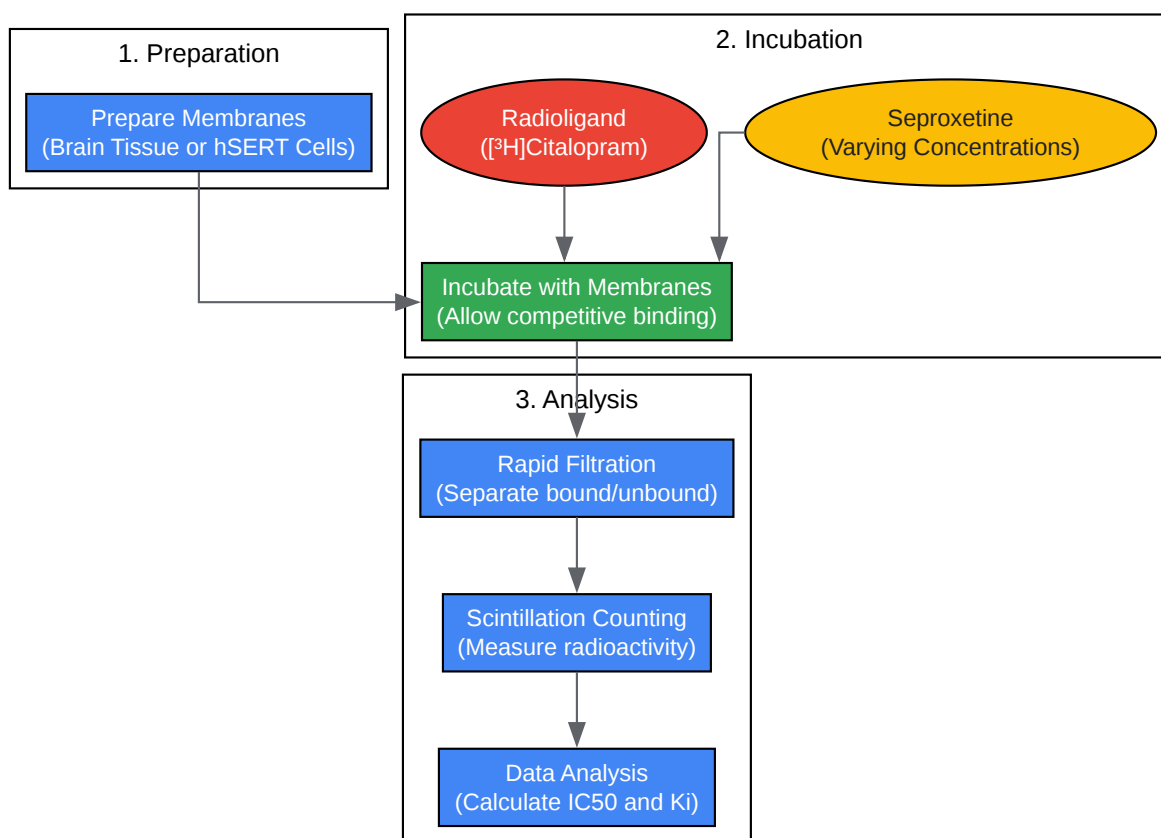 1. Preparation
Prepare Membranes
(Brain Tissue or hSERT Cells)
2. Incubation
Radioligand
([³H]Citalopram)
Seproxetine
(Varying Concentrations)
Incubate with Membranes
(Allow competitive binding)
3. Analysis
Rapid Filtration
(Separate bound/unbound)
Scintillation Counting
(Measure radioactivity)
Data Analysis
(Calculate IC50 and Ki)